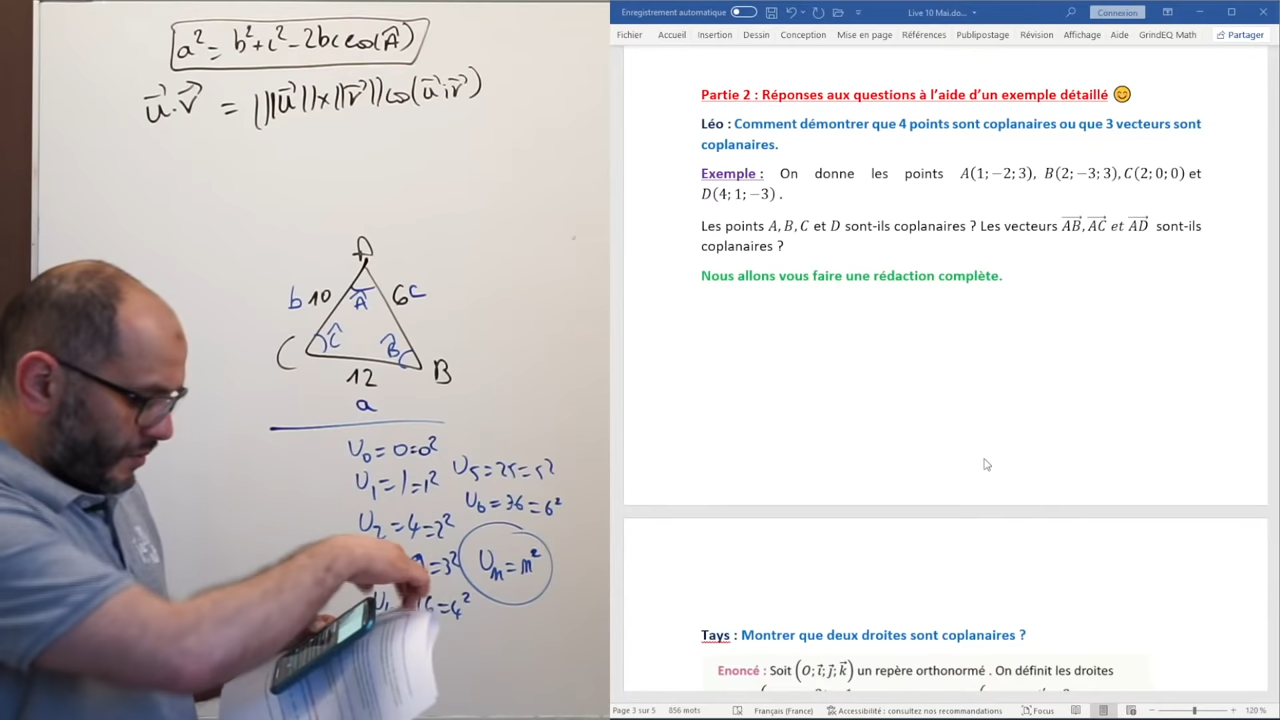 a² = b²+c²-2bc cos(Â)
u⃗.v⃗ = ||u⃗||x||v⃗||cos(u⃗;v⃗)
A
b 10 Â 6 c
C Ĉ B̂ B
12
a
U₀ = 0 = 0²
U₁ = 1 = 1²
U₂ = 4 = 2²
= 3²
16 = 4²
U₅ = 25 = 5²
U₆ = 36 = 6²
Uₙ = n²
Enregistrement automatique
Live 10 Mai.do...
Connexion
Fichier Accueil Insertion Dessin Conception Mise en page Références Publipostage Révision Affichage Aide GrindEQ Math Partager
Partie 2 : Réponses aux questions à l’aide d’un exemple détaillé 😊
Léo : Comment démontrer que 4 points sont coplanaires ou que 3 vecteurs sont
coplanaires.
Exemple : On donne les points A(1; −2; 3), B(2; −3; 3), C(2; 0; 0) et
D(4; 1; −3) .
Les points A, B, C et D sont-ils coplanaires ? Les vecteurs AB⃗, AC⃗ et AD⃗ sont-ils
coplanaires ?
Nous allons vous faire une rédaction complète.
Tays : Montrer que deux droites sont coplanaires ?
Enoncé : Soit (O; i⃗; j⃗; k⃗) un repère orthonormé . On définit les droites
Page 3 sur 5 856 mots Français (France) Accessibilité : consultez nos recommandations Focus 120 %